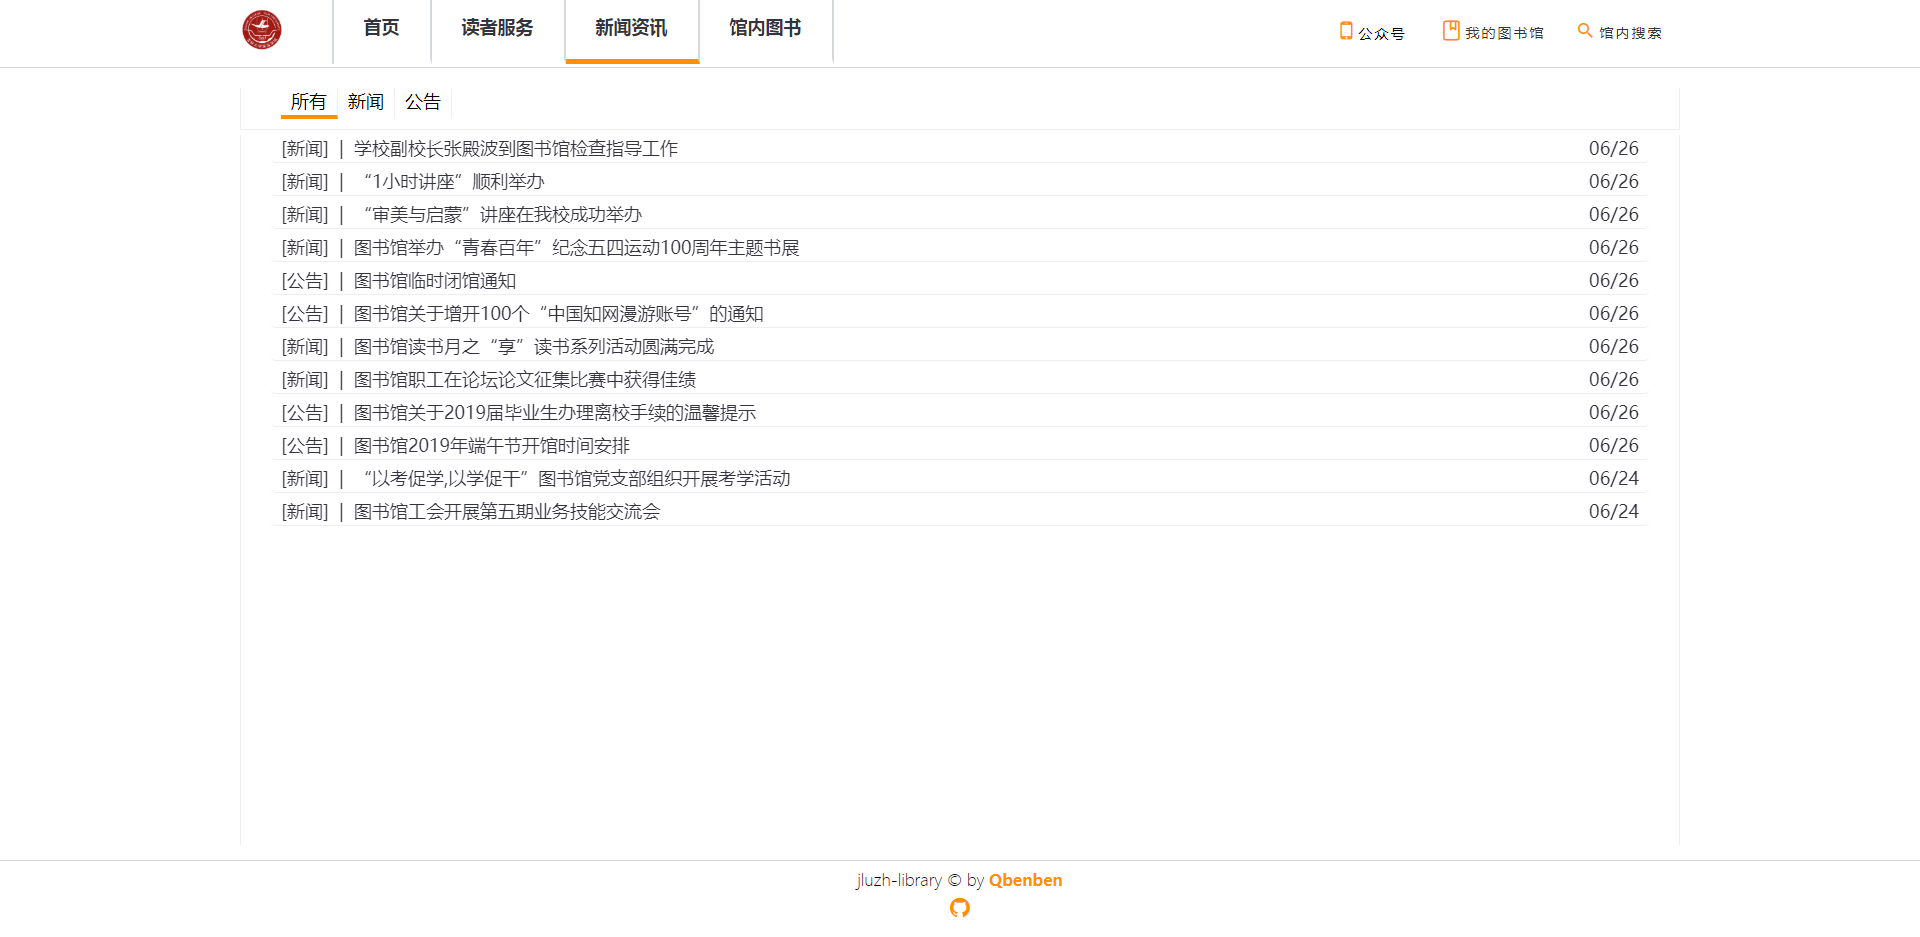 首页 读者服务 新闻资讯 馆内图书 公众号 我的图书馆 馆内搜索
所有 新闻 公告
[新闻] | 学校副校长张殿波到图书馆检查指导工作 06/26
[新闻] | “1小时讲座”顺利举办 06/26
[新闻] | “审美与启蒙”讲座在我校成功举办 06/26
[新闻] | 图书馆举办“青春百年”纪念五四运动100周年主题书展 06/26
[公告] | 图书馆临时闭馆通知 06/26
[公告] | 图书馆关于增开100个“中国知网漫游账号”的通知 06/26
[新闻] | 图书馆读书月之“享”读书系列活动圆满完成 06/26
[新闻] | 图书馆职工在论坛论文征集比赛中获得佳绩 06/26
[公告] | 图书馆关于2019届毕业生办理离校手续的温馨提示 06/26
[公告] | 图书馆2019年端午节开馆时间安排 06/26
[新闻] | “以考促学,以学促干”图书馆党支部组织开展考学活动 06/24
[新闻] | 图书馆工会开展第五期业务技能交流会 06/24
jluzh-library © by Qbenben